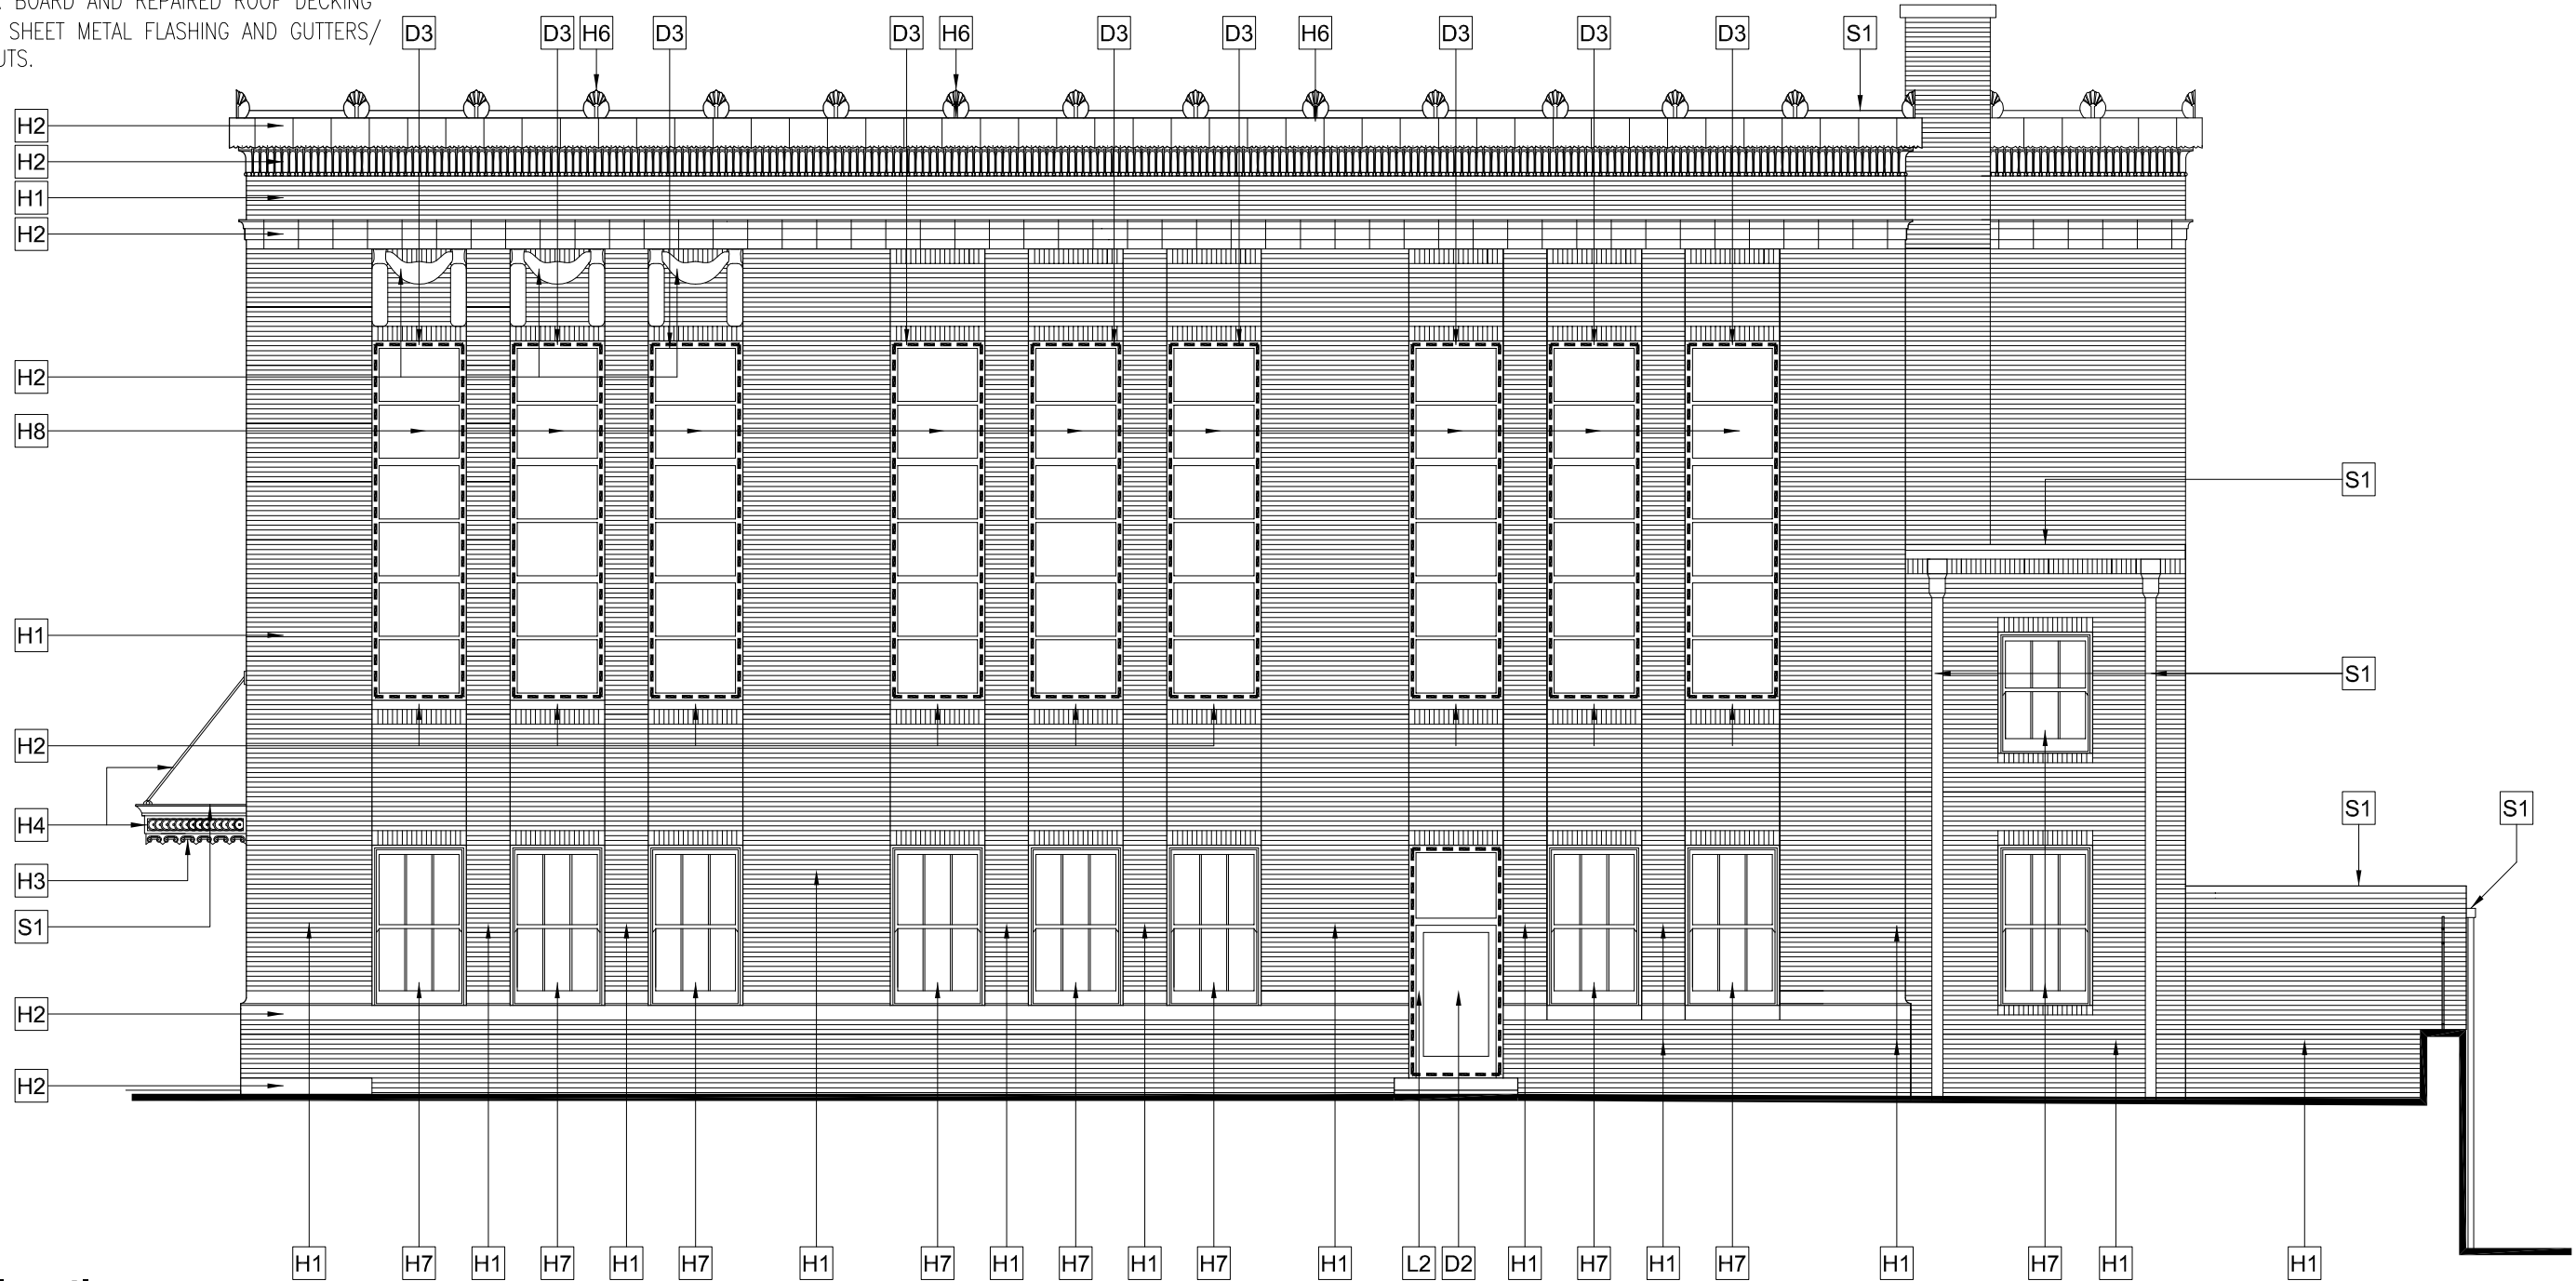 BOARD AND REPAIRED ROOF DECKING
SHEET METAL FLASHING AND GUTTERS/
D3 D3 H6 D3 D3 H6 D3 D3 H6 D3 D3 D3 S1
H2
H2
H1
H2
H2
H8
S1
H1
S1
H2
H4
S1 S1
H3
S1
H2
H2
H1 H7 H1 H7 H1 H7 H1 H7 H1 H7 H1 H7 H1 L2 D2 H1 H7 H1 H7 H1 H7 H1 H1